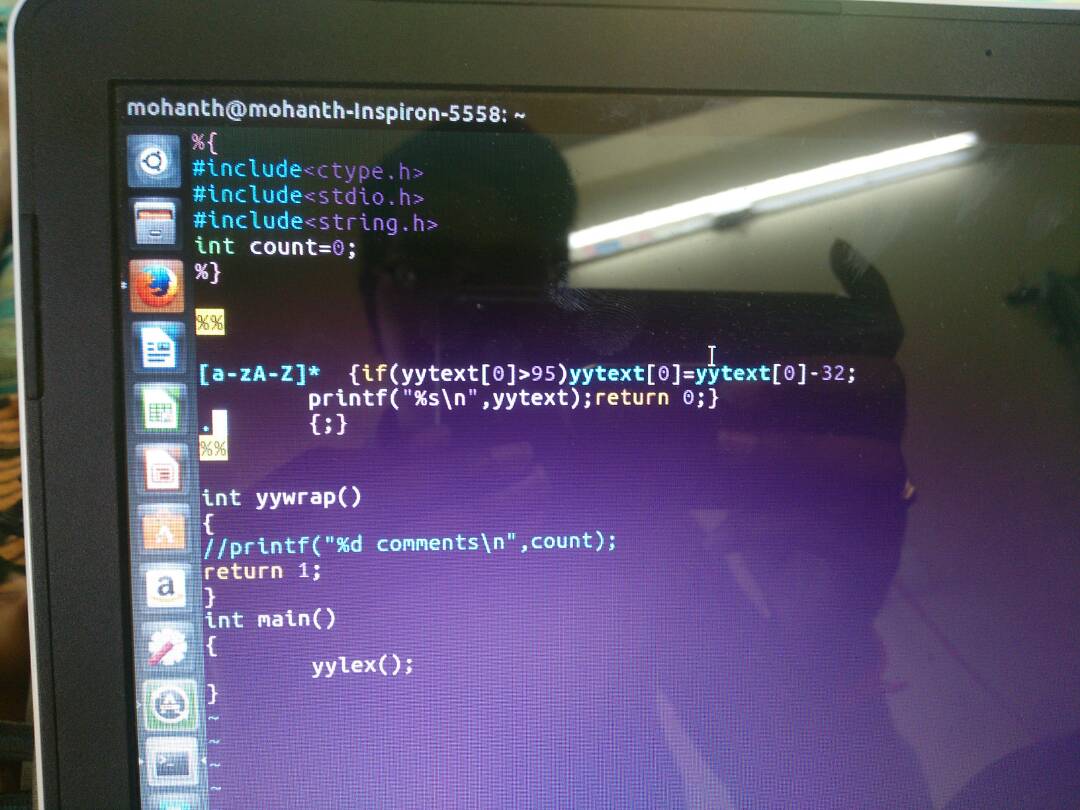 mohanth@mohanth-Inspiron-5558: ~
%{
#include<ctype.h>
#include<stdio.h>
#include<string.h>
int count=0;
%}
%%
[a-zA-Z]*  {if(yytext[0]>95)yytext[0]=yytext[0]-32;
        printf("%s\n",yytext);return 0;}
.       {;}
%%
int yywrap()
{
//printf("%d comments\n",count);
return 1;
}
int main()
{
        yylex();
}
~
~
~
~